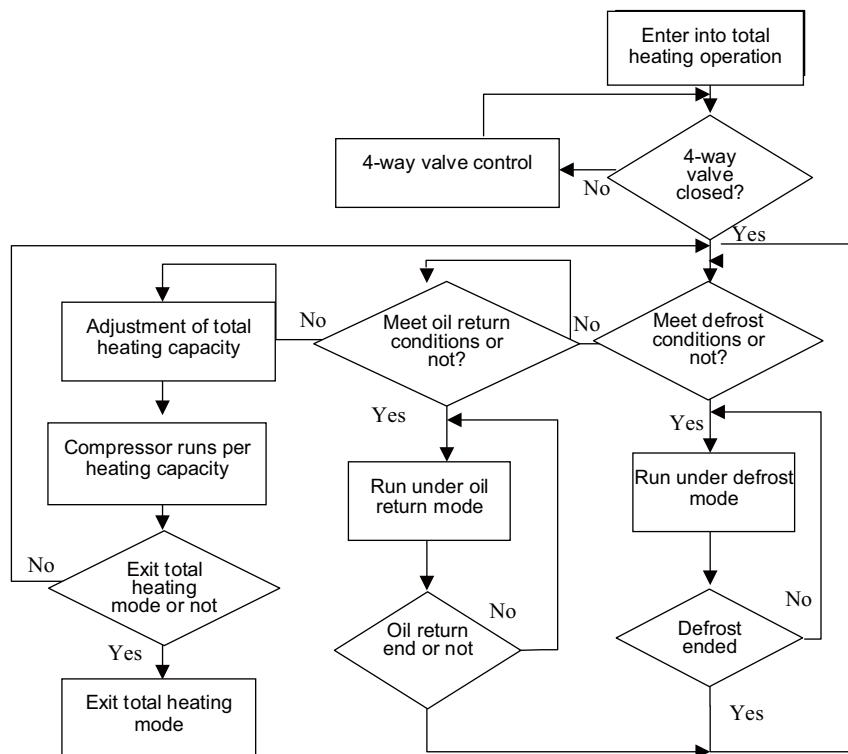 Enter into total
heating operation
4-way valve control
4-way
valve
closed?
No
Yes
Adjustment of total
heating capacity
No
Meet oil return
conditions or
not?
No
Meet defrost
conditions or
not?
Yes
Yes
Compressor runs per
heating capacity
Run under oil
return mode
Run under defrost
mode
No
Exit total
heating
mode or not
No
Oil return
end or not
No
Defrost
ended
Yes
Exit total heating
mode
Yes